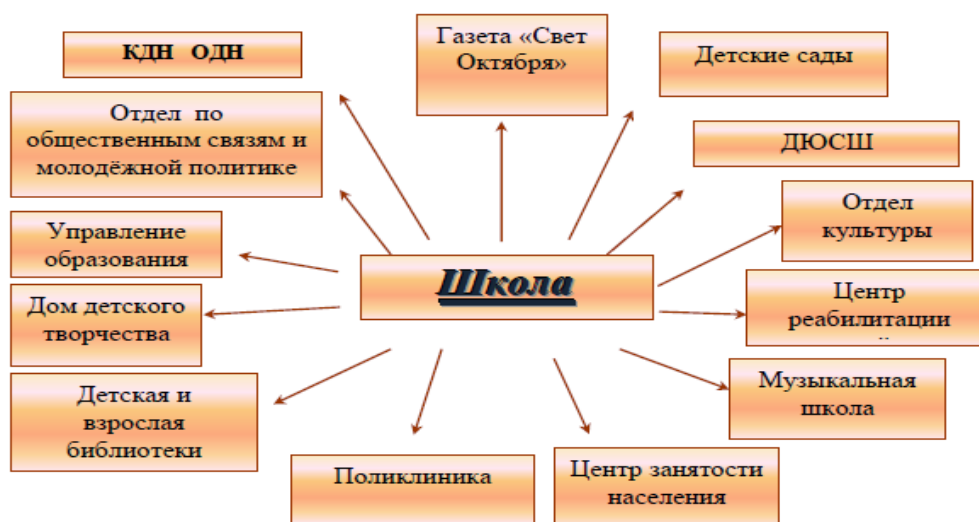 КДН ОДН
Газета «Свет
Октября»
Детские сады
Отдел по
общественным связям и
молодёжной политике
ДЮСШ
Отдел
культуры
Управление
образования
Школа
Центр
реабилитации
Дом детского
творчества
Музыкальная
школа
Детская и
взрослая
библиотеки
Поликлиника
Центр занятости
населения